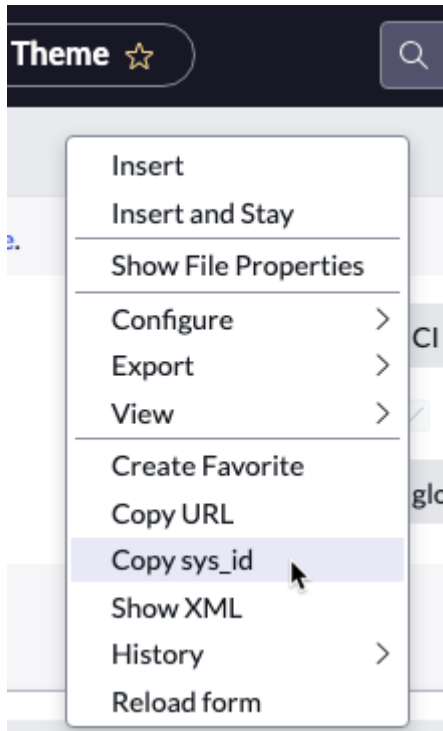 Theme
Insert
Insert and Stay
e.
Show File Properties
Configure
CI
Export
View
Create Favorite
glo
Copy URL
Copy sys_id
Show XML
History
Reload form